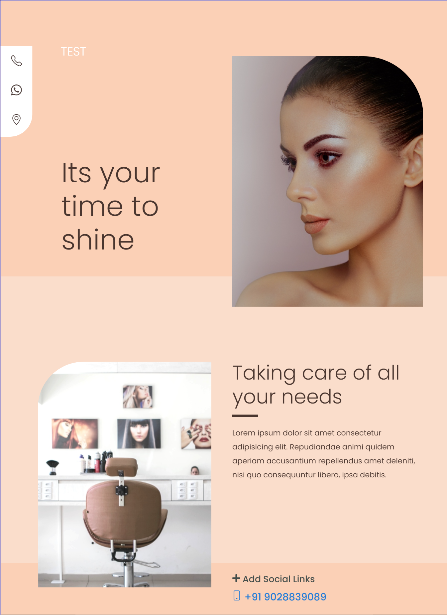 TEST
Its your
time to
shine
Taking care of all
your needs
Lorem ipsum dolor sit amet consectetur
adipisicing elit. Repudiandae animi quidem
aperiam accusantium repellendus amet deleniti,
nisi quo consequuntur libero, ipsa debitis.
+ Add Social Links
+91 9028839089